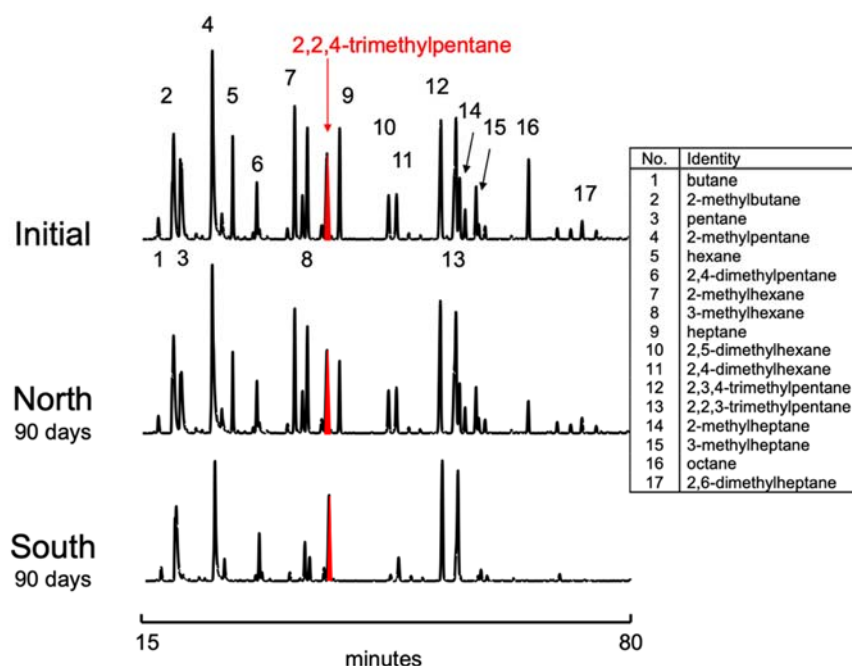 4
2,2,4-trimethylpentane
2
5
7
9
12
14
15
16
6
10
11
17
Initial
1
3
8
13
North
90 days
South
90 days
15
80
minutes
No. Identity
1 butane
2 2-methylbutane
3 pentane
4 2-methylpentane
5 hexane
6 2,4-dimethylpentane
7 2-methylhexane
8 3-methylhexane
9 heptane
10 2,5-dimethylhexane
11 2,4-dimethylhexane
12 2,3,4-trimethylpentane
13 2,2,3-trimethylpentane
14 2-methylheptane
15 3-methylheptane
16 octane
17 2,6-dimethylheptane